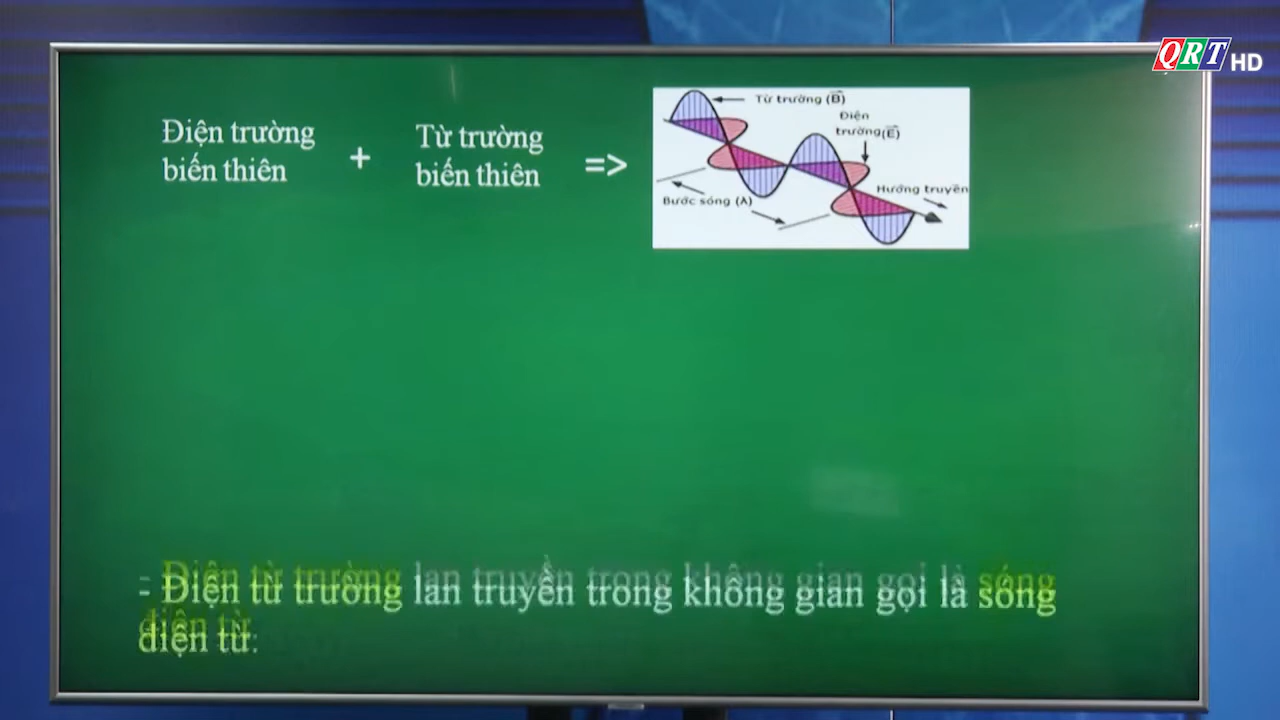 QRT HD
Điện trường
biến thiên
+
Từ trường
biến thiên
=>
Từ trường (B⃗)
Điện
trường(E⃗)
Hướng truyền
Bước sóng (λ)
- Điện từ trường lan truyền trong không gian gọi là sóng
điện từ.